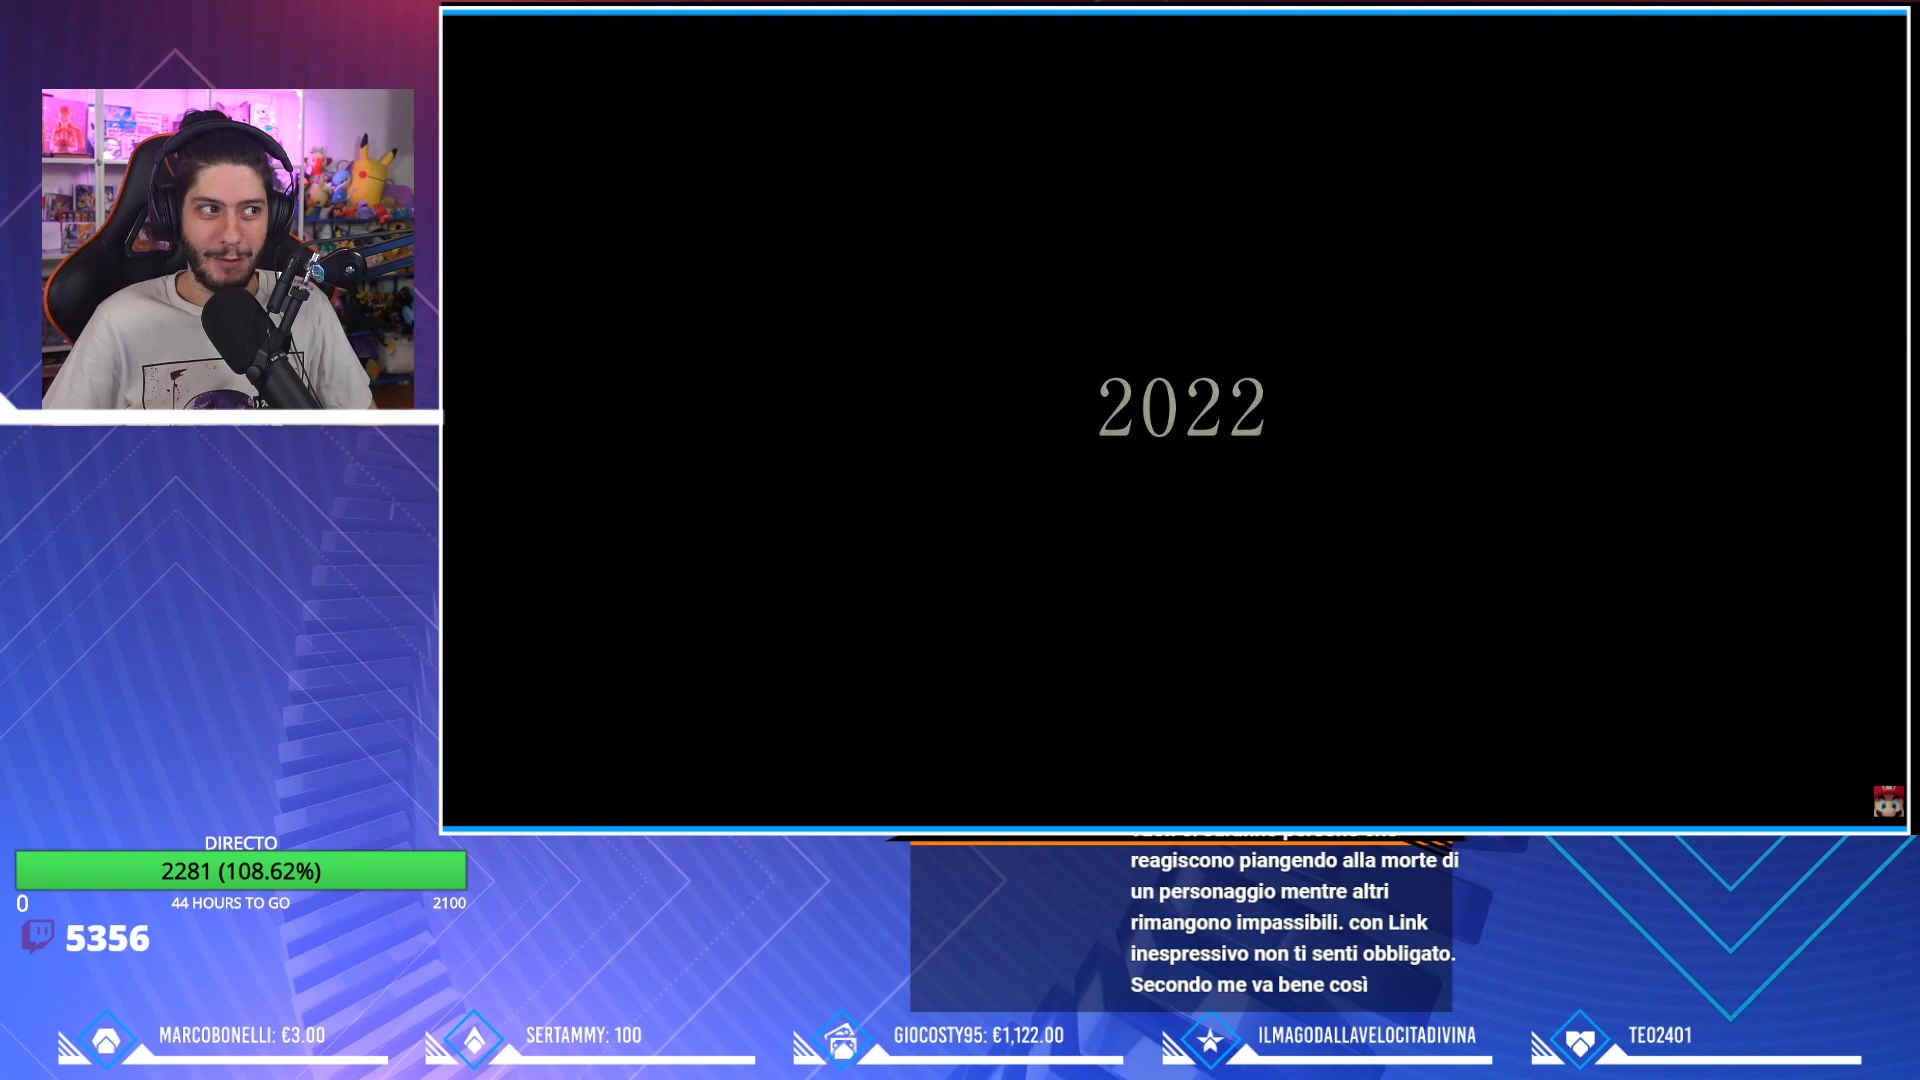 2022
DIRECTO
2281 (108.62%)
0
44 HOURS TO GO
2100
5356
reagiscono piangendo alla morte di
un personaggio mentre altri
rimangono impassibili. con Link
inespressivo non ti senti obbligato.
Secondo me va bene così
MARCOBONELLI: €3.00
SERTAMMY: 100
GIOCOSTY95: €1,122.00
ILMAGODALLAVELOCITADIVINA
TEO2401